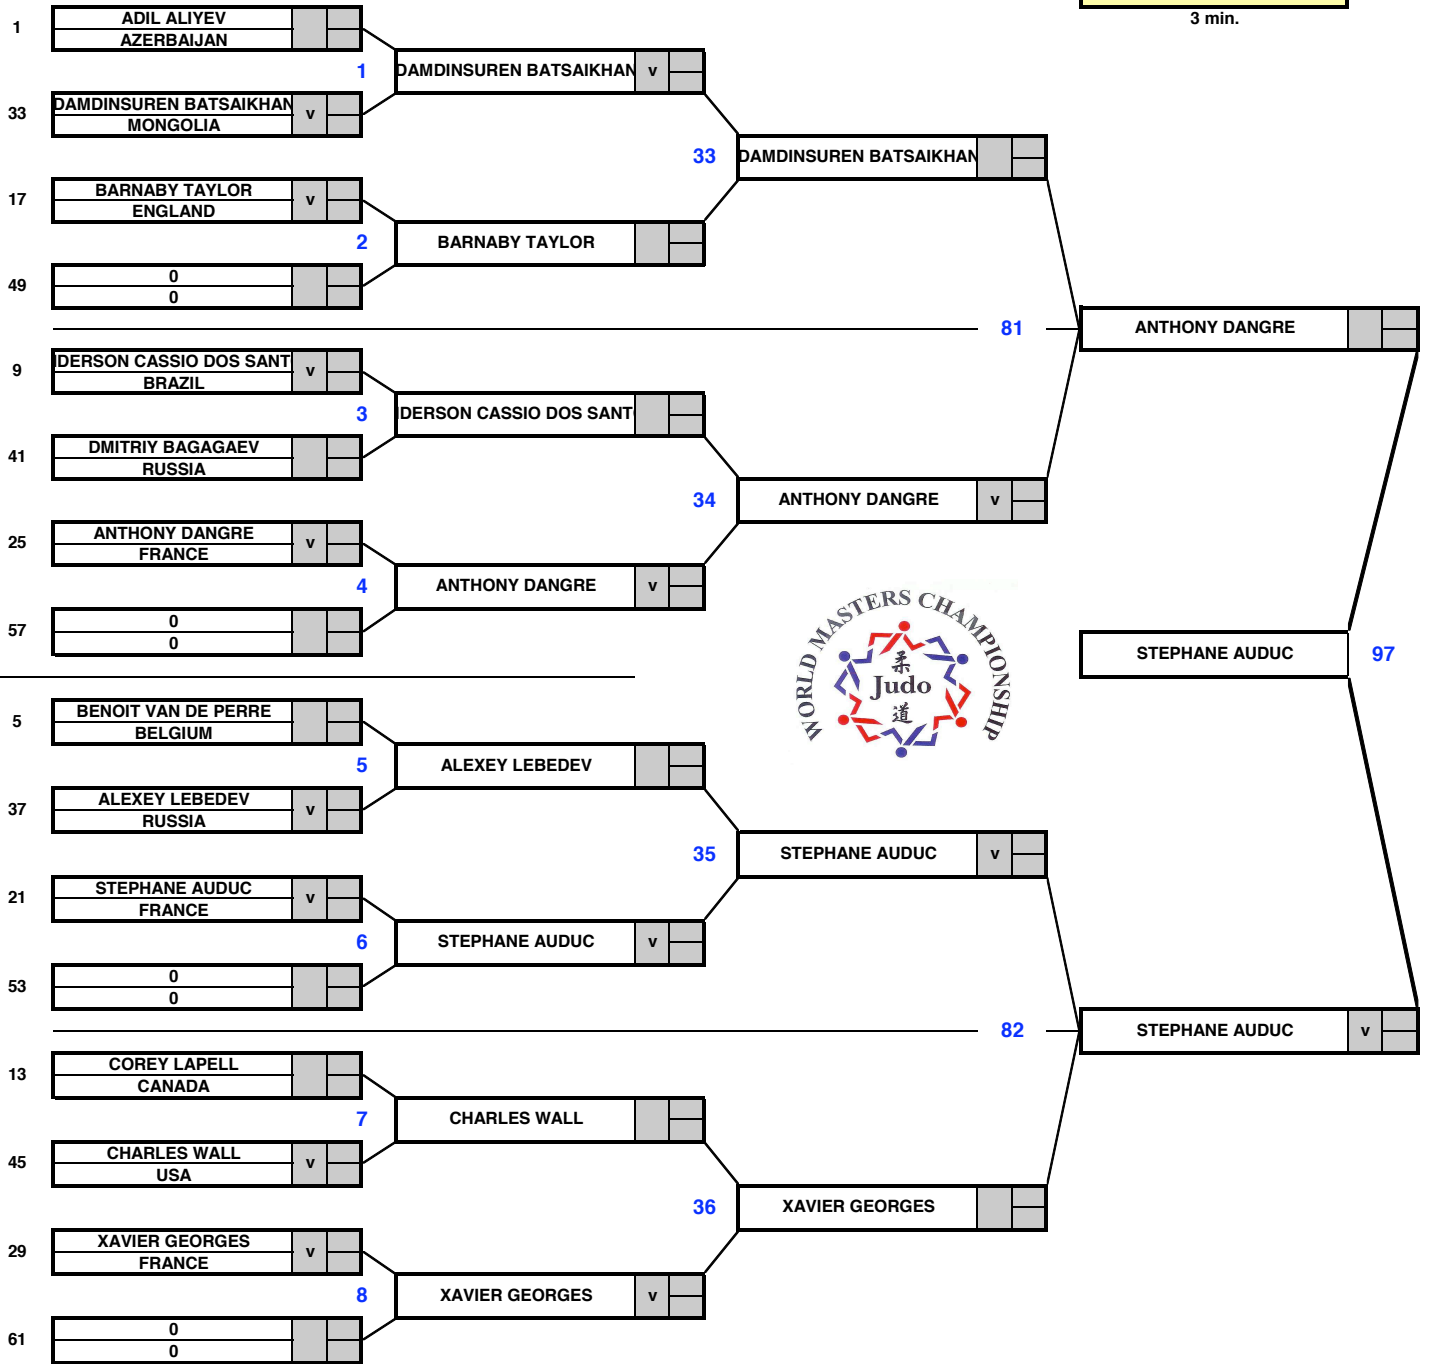 3 min.
1
ADIL ALIYEV
AZERBAIJAN
1
DAMDINSUREN BATSAIKHAN v
33
DAMDINSUREN BATSAIKHAN v
MONGOLIA
33
DAMDINSUREN BATSAIKHAN
17
BARNABY TAYLOR v
ENGLAND
2
BARNABY TAYLOR
49
0
0
81
ANTHONY DANGRE
9
IDERSON CASSIO DOS SANT v
BRAZIL
3
DERSON CASSIO DOS SANT
41
DMITRIY BAGAGAEV
RUSSIA
34
ANTHONY DANGRE v
25
ANTHONY DANGRE v
FRANCE
4
ANTHONY DANGRE v
57
0
0
WORLD MASTERS CHAMPIONSHIP
柔
Judo
道
STEPHANE AUDUC
97
5
BENOIT VAN DE PERRE
BELGIUM
5
ALEXEY LEBEDEV
37
ALEXEY LEBEDEV v
RUSSIA
35
STEPHANE AUDUC v
21
STEPHANE AUDUC v
FRANCE
6
STEPHANE AUDUC v
53
0
0
82
STEPHANE AUDUC v
13
COREY LAPELL
CANADA
7
CHARLES WALL
45
CHARLES WALL v
USA
36
XAVIER GEORGES
29
XAVIER GEORGES v
FRANCE
8
XAVIER GEORGES v
61
0
0